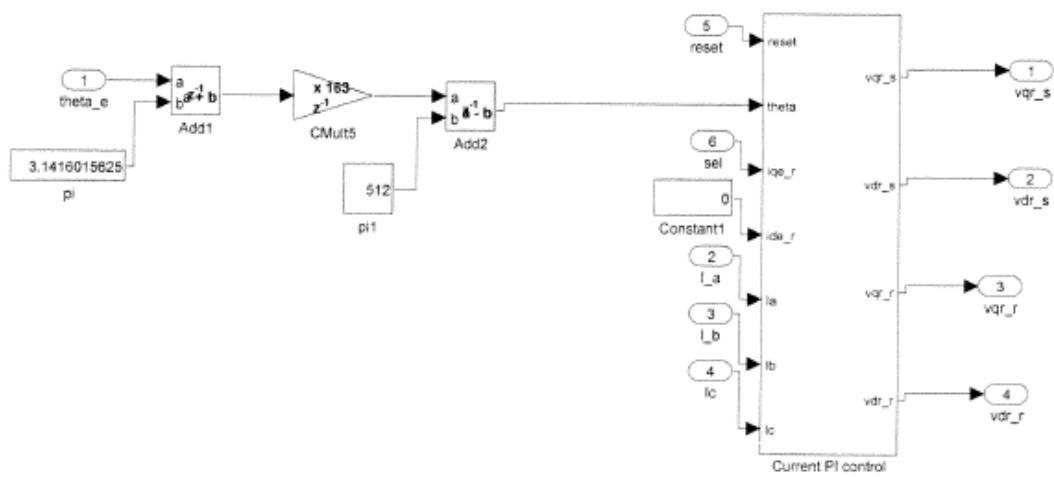 5
reset
reset
1
theta_e
a
b
z⁻¹
a + b
Add1
x 163
z⁻¹
CMult5
a
b
z⁻¹
a - b
Add2
theta
vqr_s
1
vqr_s
3.1416015625
pi
512
pi1
6
sel
iqe_r
vdr_s
2
vdr_s
0
Constant1
ide_r
2
I_a
Ia
vqr_r
3
vqr_r
3
I_b
Ib
4
Ic
Ic
vdr_r
4
vdr_r
Current PI control